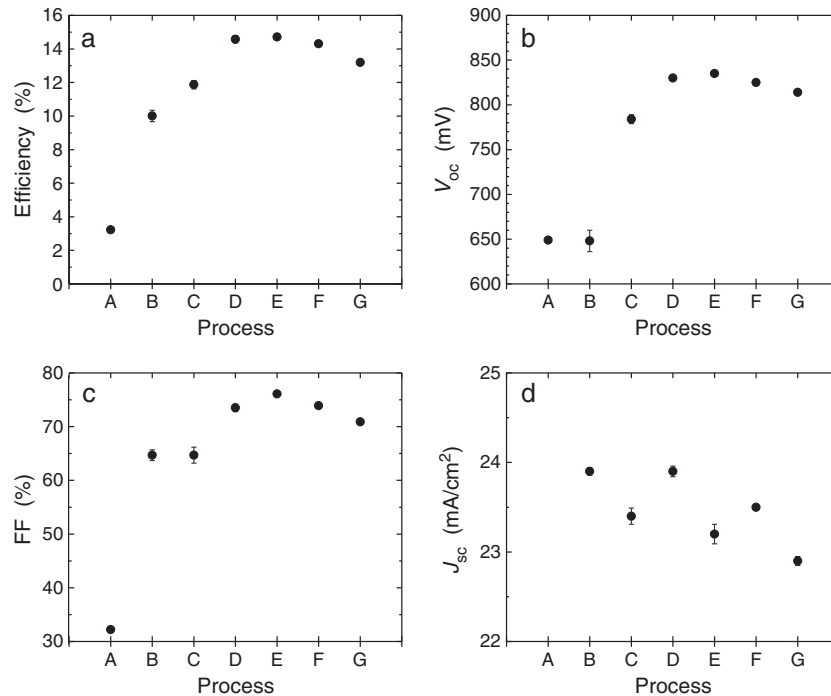 a
16
14
12
10
8
6
4
2
0
Efficiency (%)
A B C D E F G
Process
b
900
850
800
750
700
650
600
Voc (mV)
A B C D E F G
Process
c
80
70
60
50
40
30
FF (%)
A B C D E F G
Process
d
25
24
23
22
Jsc (mA/cm²)
A B C D E F G
Process